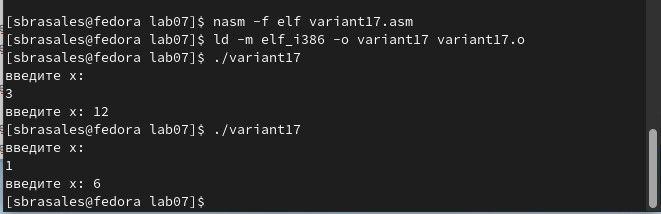 [sbrasales@fedora lab07]$ nasm -f elf variant17.asm
[sbrasales@fedora lab07]$ ld -m elf_i386 -o variant17 variant17.o
[sbrasales@fedora lab07]$ ./variant17
введите x:
3
введите x: 12
[sbrasales@fedora lab07]$ ./variant17
введите x:
1
введите x: 6
[sbrasales@fedora lab07]$